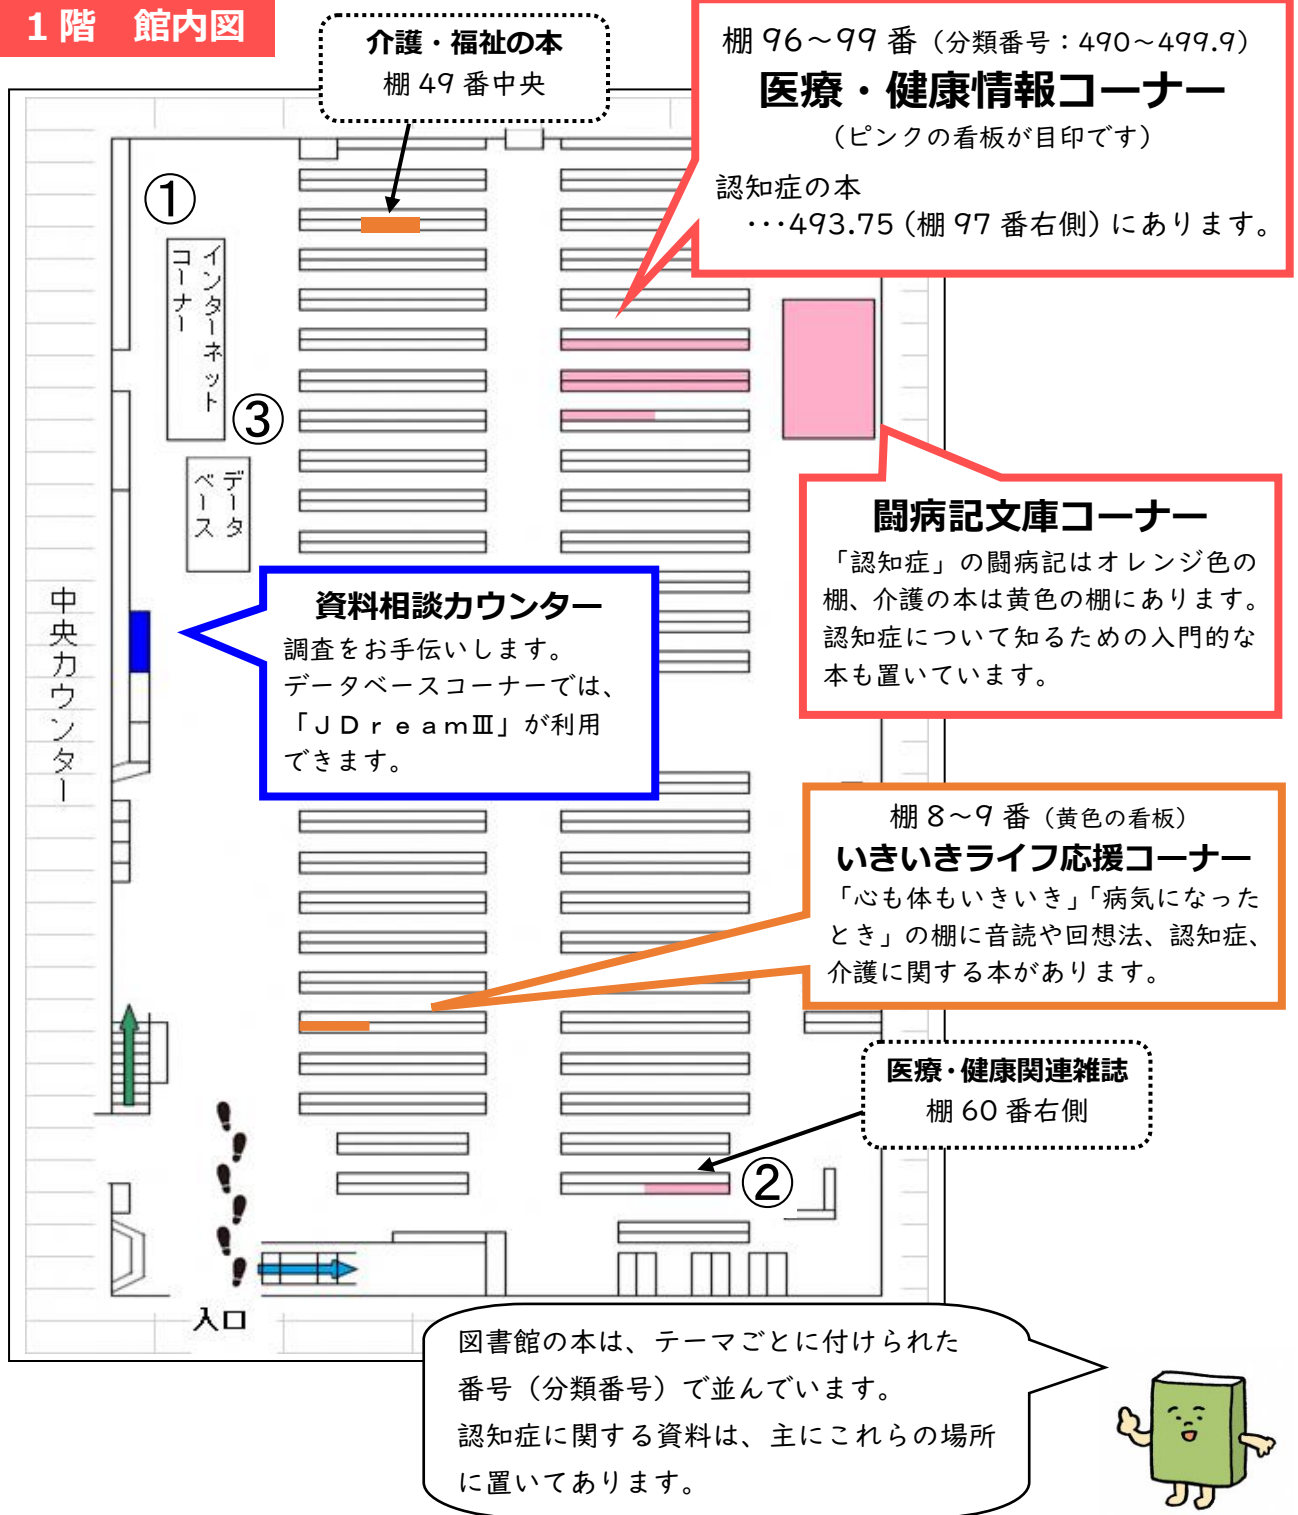 1階　館内図
介護・福祉の本
棚 49 番中央
棚 96～99 番（分類番号：490～499.9）
医療・健康情報コーナー
（ピンクの看板が目印です）
認知症の本
･･･493.75（棚 97 番右側）にあります。
①
インターネット
コーナー
③
データ
ベース
闘病記文庫コーナー
「認知症」の闘病記はオレンジ色の
棚、介護の本は黄色の棚にあります。
認知症について知るための入門的な
本も置いています。
中央カウンター
資料相談カウンター
調査をお手伝いします。
データベースコーナーでは、
「ＪＤｒｅａｍⅢ」が利用
できます。
棚 8～9 番（黄色の看板）
いきいきライフ応援コーナー
「心も体もいきいき」「病気になった
とき」の棚に音読や回想法、認知症、
介護に関する本があります。
医療・健康関連雑誌
棚 60 番右側
②
入口
図書館の本は、テーマごとに付けられた
番号（分類番号）で並んでいます。
認知症に関する資料は、主にこれらの場所
に置いてあります。